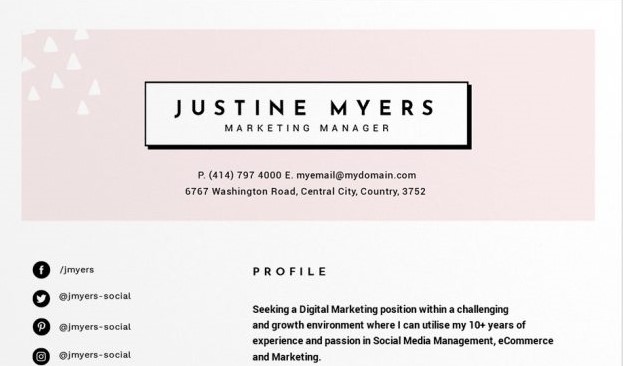 JUSTINE MYERS
MARKETING MANAGER
P. (414) 797 4000 E. myemail@mydomain.com
6767 Washington Road, Central City, Country, 3752
/jmyers
@jmyers-social
@jmyers-social
@jmyers-social
PROFILE
Seeking a Digital Marketing position within a challenging
and growth environment where I can utilise my 10+ years of
experience and passion in Social Media Management, eCommerce
and Marketing.